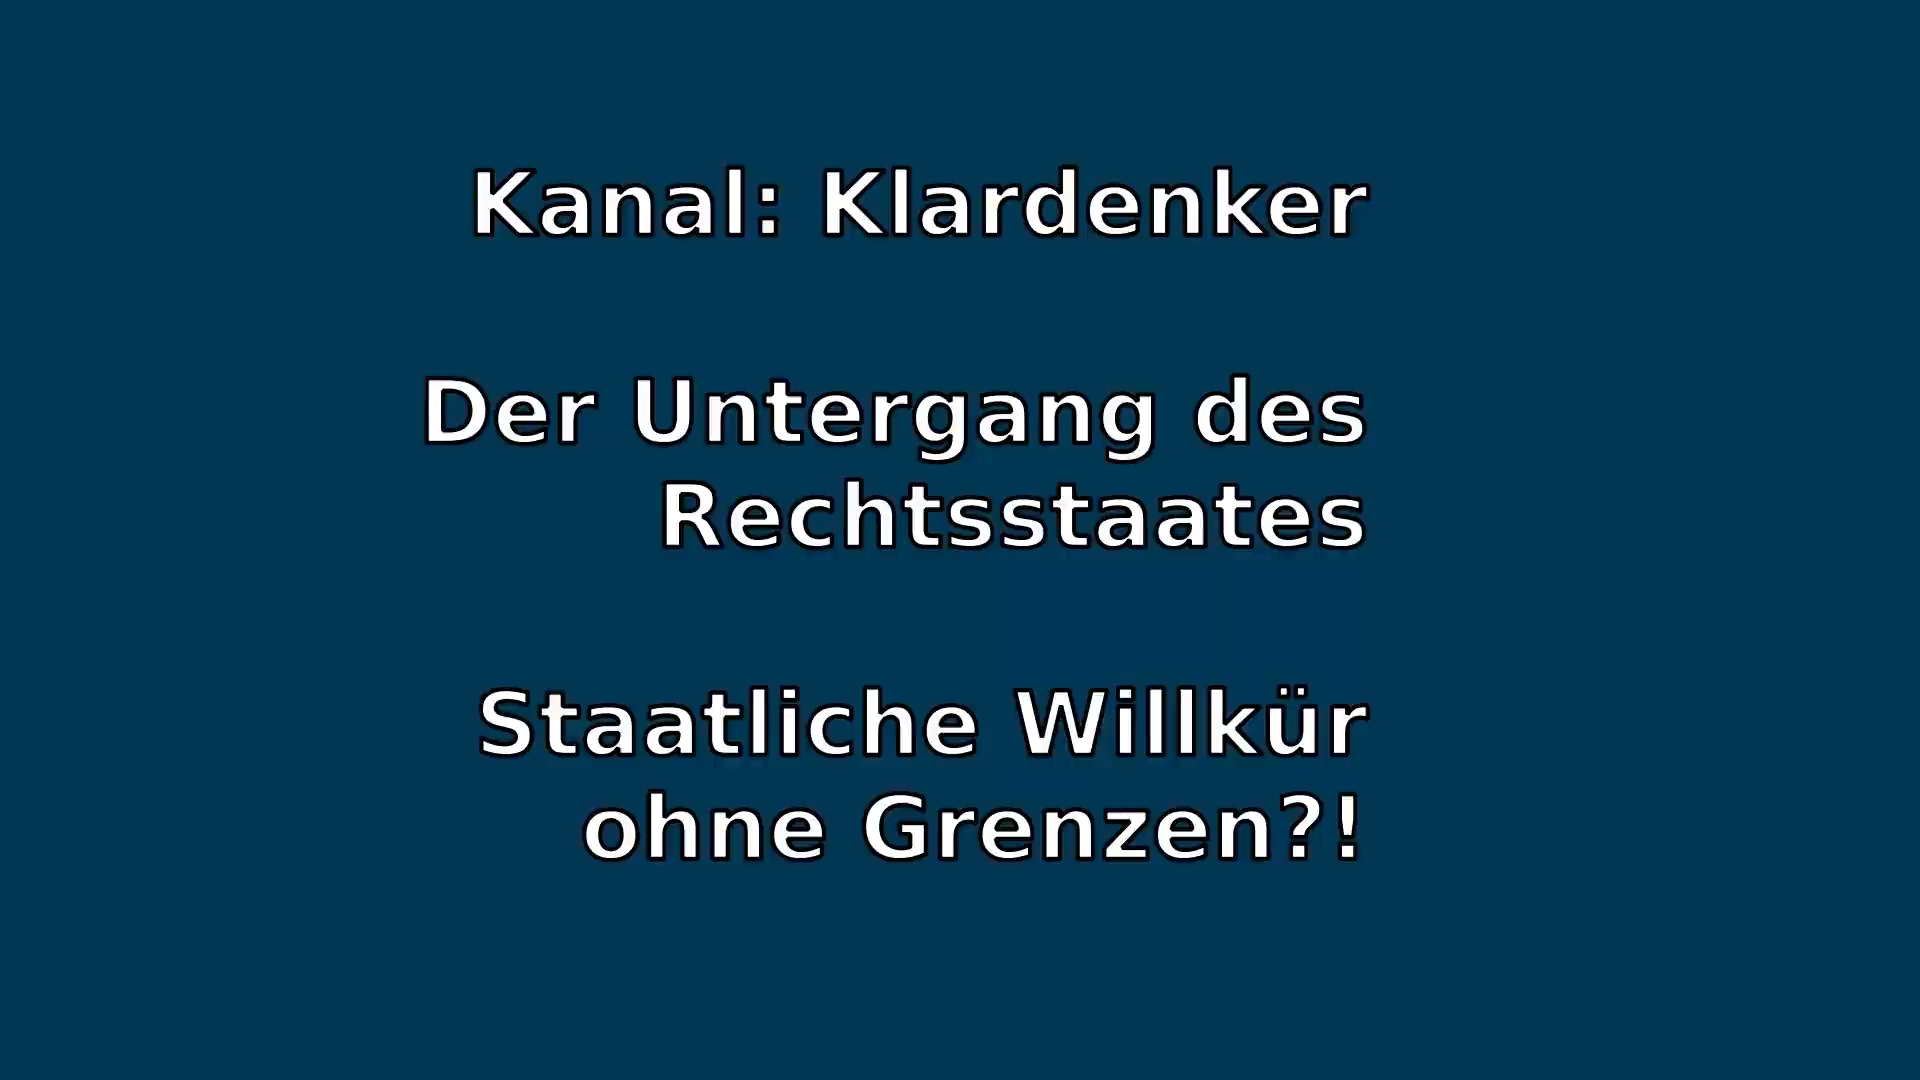 Kanal: Klardenker
Der Untergang des
Rechtsstaates
Staatliche Willkür
ohne Grenzen?!